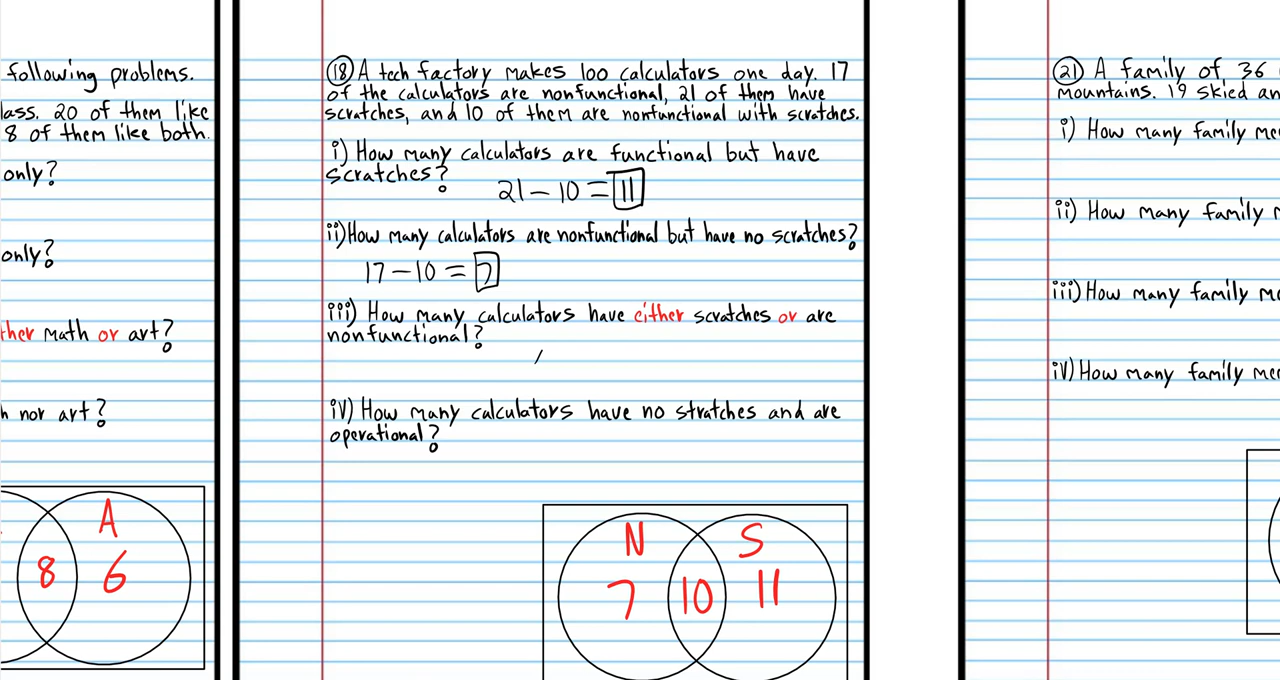 following problems.
lass. 20 of them like
8 of them like both.
only?
only?
ther math or art?
h nor art?
A
8 6
18 A tech factory makes 100 calculators one day. 17
of the calculators are nonfunctional, 21 of them have
scratches, and 10 of them are nonfunctional with scratches.
i) How many calculators are functional but have
scratches?
21 - 10 = 11
ii) How many calculators are nonfunctional but have no scratches?
17 - 10 = 7
iii) How many calculators have either scratches or are
nonfunctional?
iv) How many calculators have no stratches and are
operational?
N S
7 10 11
21 A family of 36
mountains. 19 skied an
i) How many family me
ii) How many family m
iii) How many family me
iv) How many family me